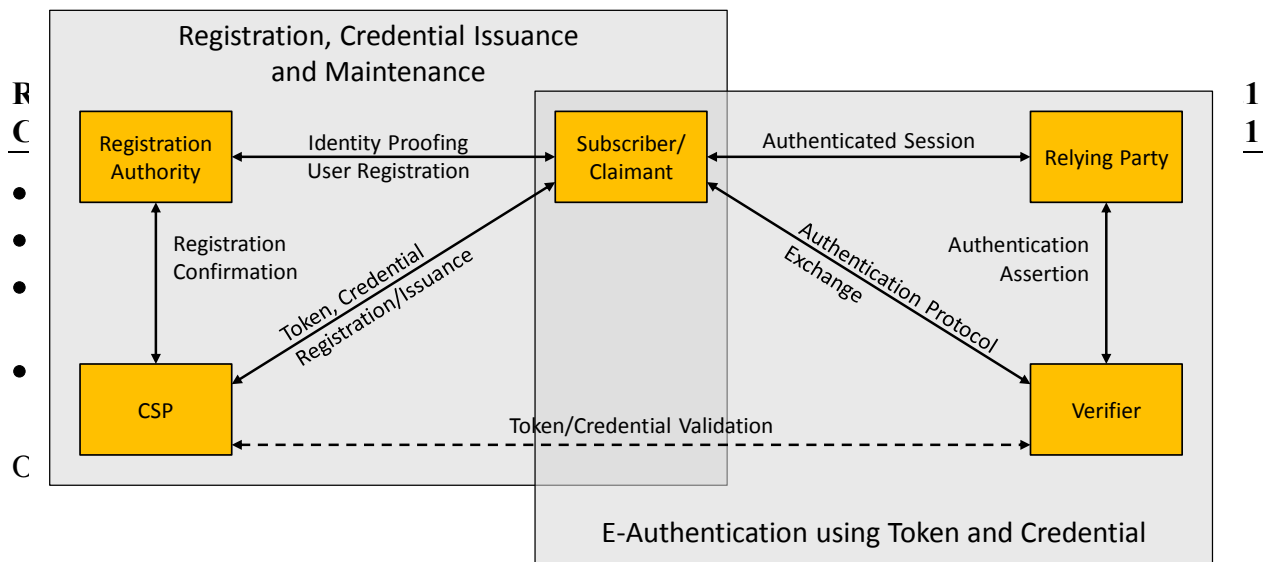 Registration, Credential Issuance
and Maintenance
1
1
Registration
Authority
Identity Proofing
User Registration
Subscriber/
Claimant
Authenticated Session
Relying Party
Registration
Confirmation
Token, Credential
Registration/Issuance
Authentication Protocol
Exchange
Authentication
Assertion
CSP
Token/Credential Validation
Verifier
E-Authentication using Token and Credential